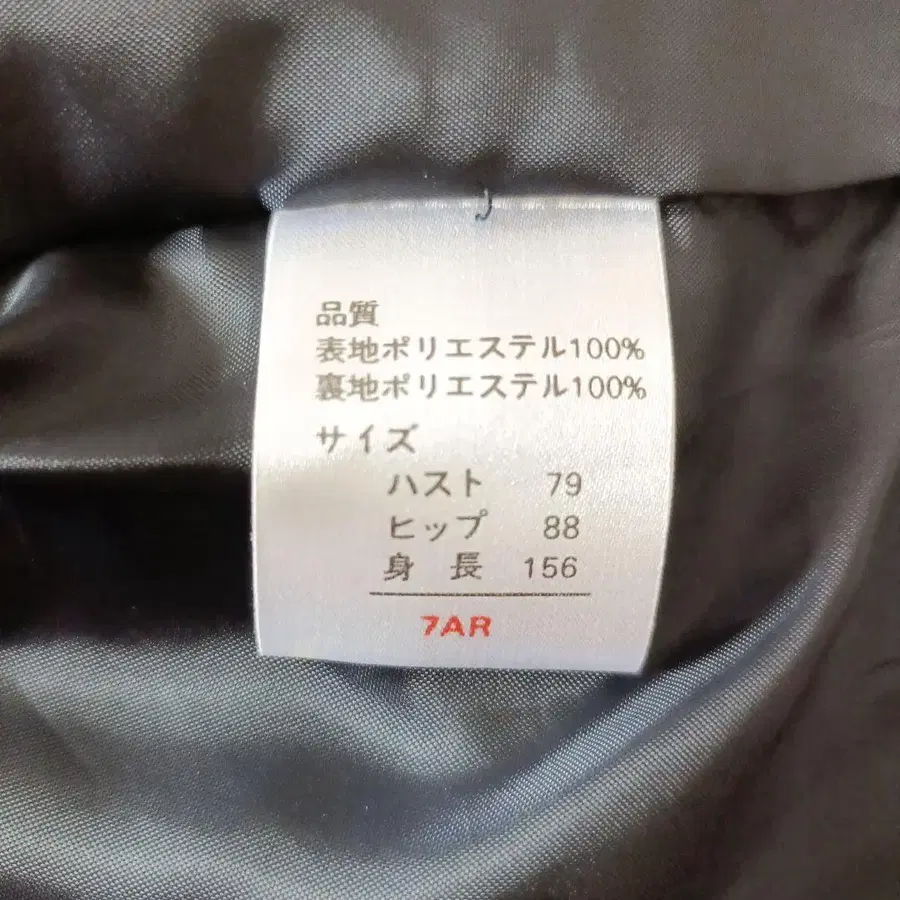 品質
表地ポリエステル100%
裏地ポリエステル100%
サイズ
ハスト 79
ヒップ 88
身長 156
7AR